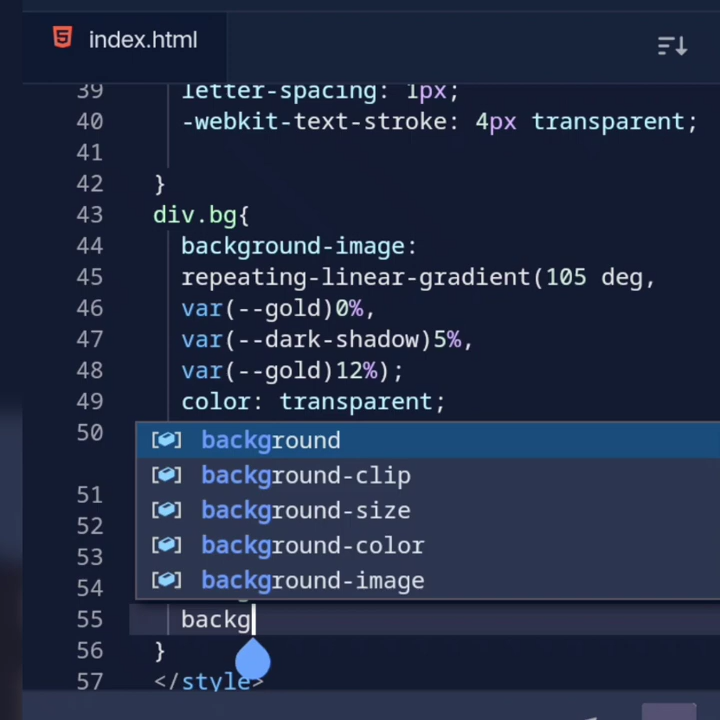 index.html
39 letter-spacing: 1px;
40 -webkit-text-stroke: 4px transparent;
41
42 }
43 div.bg{
44 background-image:
45 repeating-linear-gradient(105 deg,
46 var(--gold)0%,
47 var(--dark-shadow)5%,
48 var(--gold)12%);
49 color: transparent;
50
background
background-clip
51 background-size
52
53 background-color
54 background-image
55 backg
56 }
57 </style>